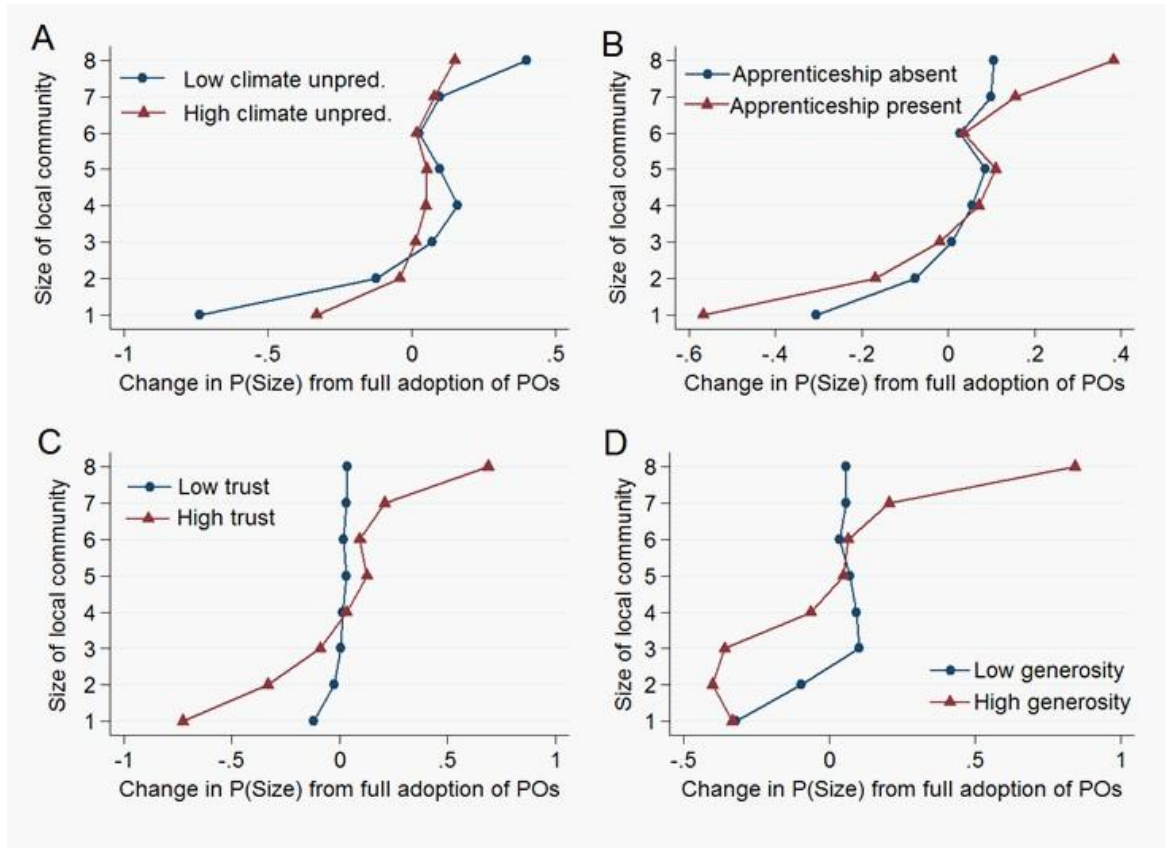 A
Size of local community
8
7
6
5
4
3
2
1
Low climate unpred.
High climate unpred.
-1
-.5
0
.5
Change in P(Size) from full adoption of POs
B
Size of local community
8
7
6
5
4
3
2
1
Apprenticeship absent
Apprenticeship present
-.6
-.4
-.2
0
.2
.4
Change in P(Size) from full adoption of POs
C
Size of local community
8
7
6
5
4
3
2
1
Low trust
High trust
-1
-.5
0
.5
1
Change in P(Size) from full adoption of POs
D
Size of local community
8
7
6
5
4
3
2
1
Low generosity
High generosity
-.5
0
.5
1
Change in P(Size) from full adoption of POs